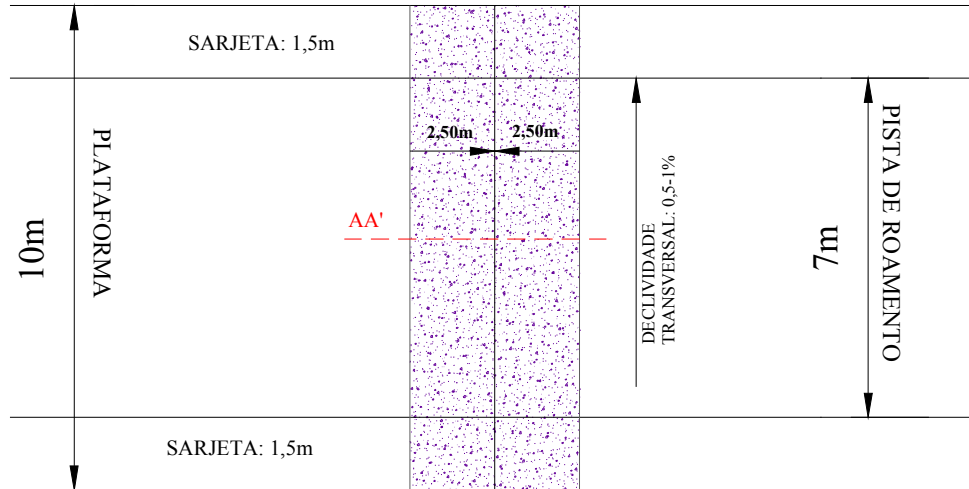 SARJETA: 1,5m
10m
PLATAFORMA
2,50m
2,50m
AA'
DECLIVIDADE
TRANSVERSAL: 0,5-1%
7m
PISTA DE ROAMENTO
SARJETA: 1,5m